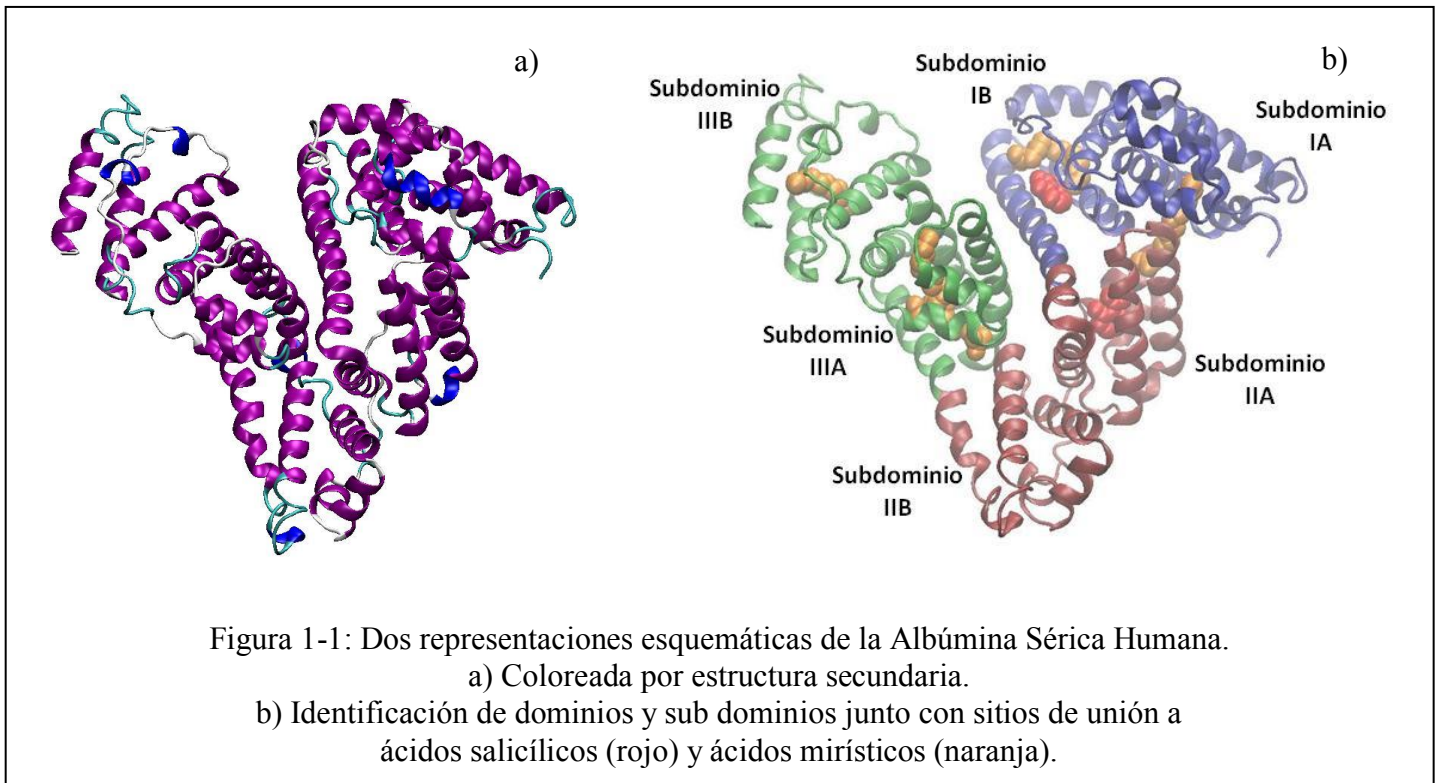 a)
b)
Subdominio
IIIB
Subdominio
IB
Subdominio
IA
Subdominio
IIIA
Subdominio
IIA
Subdominio
IIB
Figura 1-1: Dos representaciones esquemáticas de la Albúmina Sérica Humana.
a) Coloreada por estructura secundaria.
b) Identificación de dominios y sub dominios junto con sitios de unión a
ácidos salicílicos (rojo) y ácidos mirísticos (naranja).